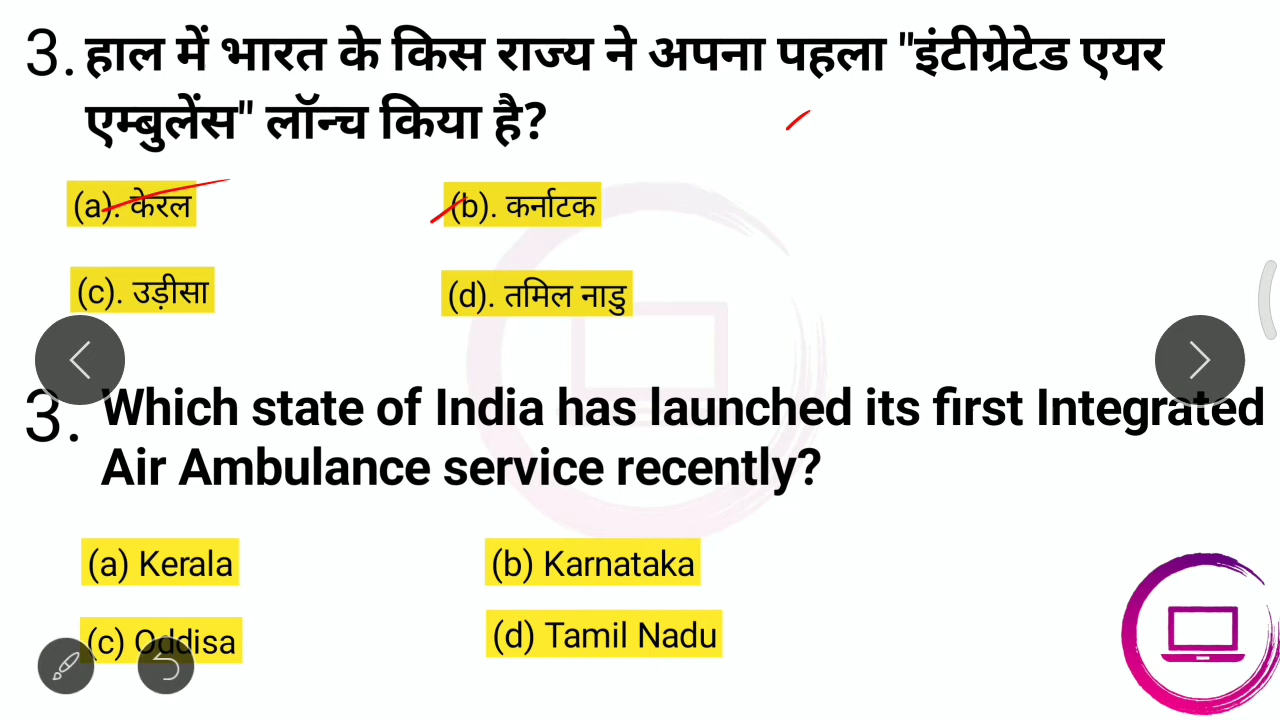 3. हाल में भारत के किस राज्य ने अपना पहला "इंटीग्रेटेड एयर
एम्बुलेंस" लॉन्च किया है?
(a). केरल (b). कर्नाटक
(c). उड़ीसा (d). तमिल नाडु
3. Which state of India has launched its first Integrated
Air Ambulance service recently?
(a) Kerala (b) Karnataka
(c) Oddisa (d) Tamil Nadu